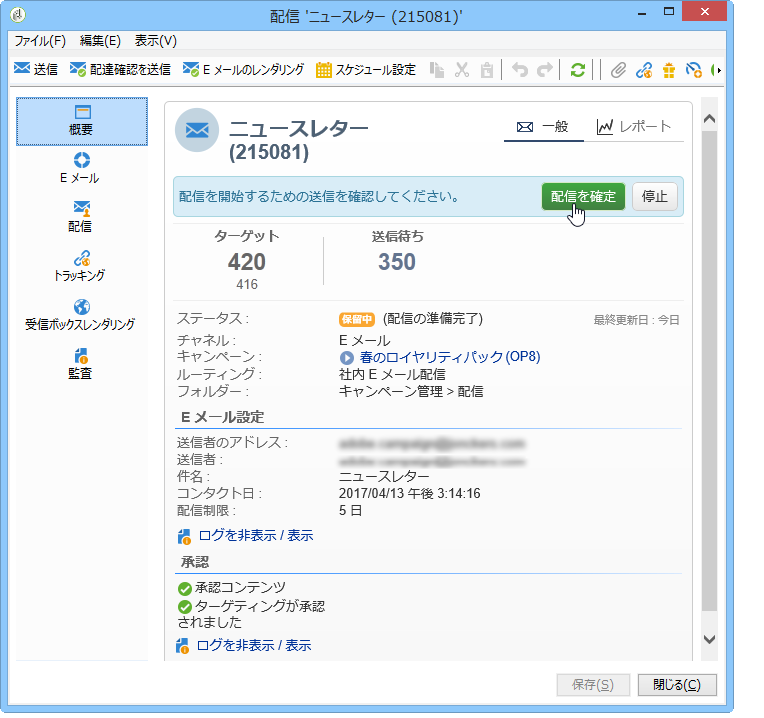 配信 'ニュースレター (215081)'
ファイル(F) 編集(E) 表示(V)
送信 配達確認を送信 E メールのレンダリング スケジュール設定
概要
E メール
配信
トラッキング
受信ボックスレンダリング
監査
ニュースレター
(215081)
一般 レポート
配信を開始するための送信を確認してください。 配信を確定 停止
ターゲット 送信待ち
420 350
416
ステータス : 保留中 (配信の準備完了) 最終更新日 : 今日
チャネル : E メール
キャンペーン : 春のロイヤリティパック (OP8)
ルーティング : 社内 E メール配信
フォルダー : キャンペーン管理 > 配信
E メール設定
送信者のアドレス :
送信者 :
件名 : ニュースレター
コンタクト日 : 2017/04/13 午後 3:14:16
配信制限 : 5 日
ログを非表示 / 表示
承認
承認コンテンツ
ターゲティングが承認
されました
ログを非表示 / 表示
保存(S) 閉じる(C)